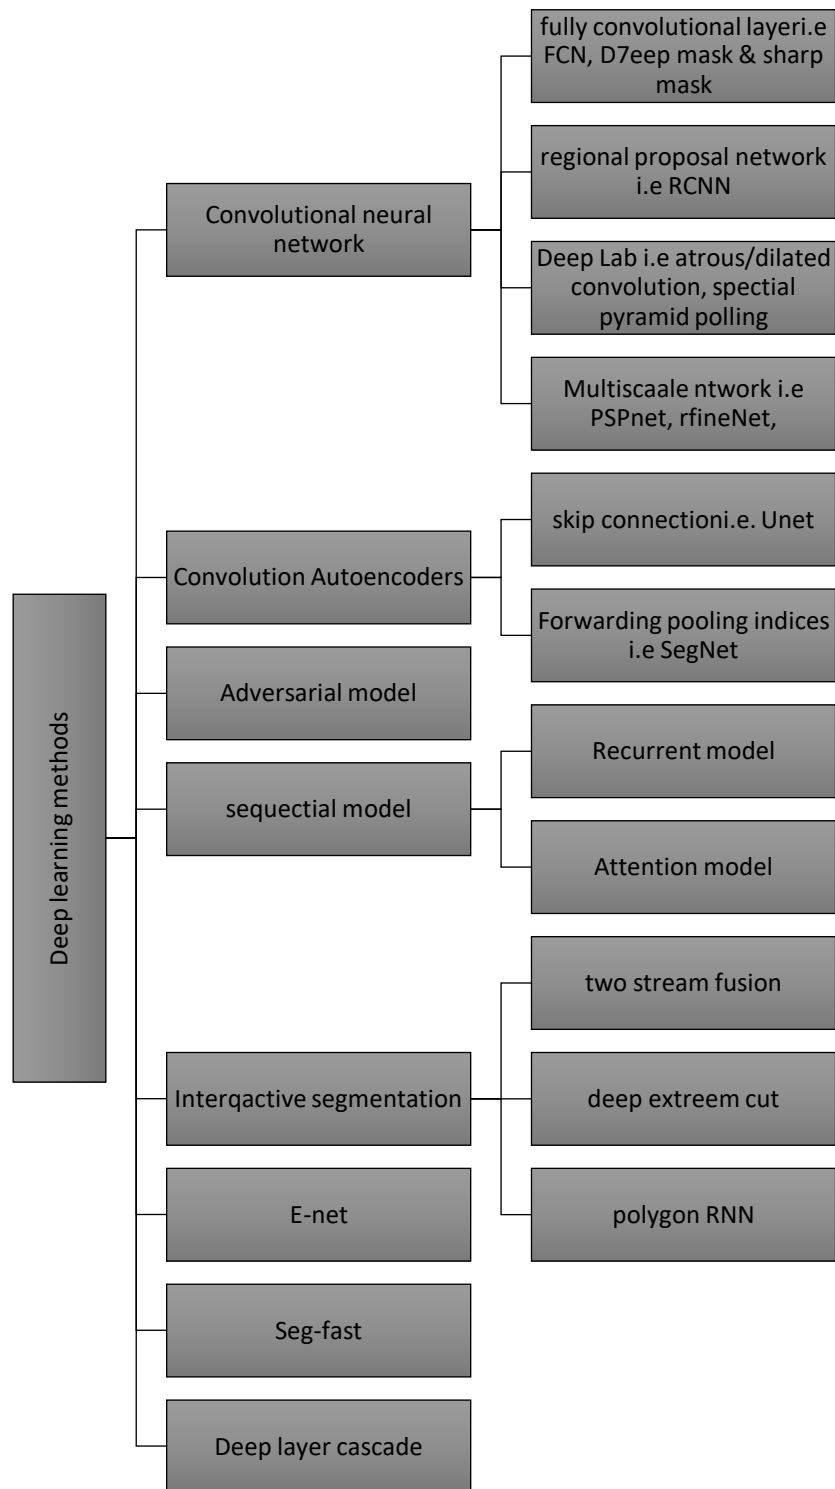 Deep learning methods
Convolutional neural
network
fully convolutional layeri.e
FCN, D7eep mask & sharp
mask
regional proposal network
i.e RCNN
Deep Lab i.e atrous/dilated
convolution, spectial
pyramid polling
Multiscaale ntwork i.e
PSPnet, rfineNet,
Convolution Autoencoders
skip connectioni.e. Unet
Forwarding pooling indices
i.e SegNet
Adversarial model
sequectial model
Recurrent model
Attention model
Interqactive segmentation
two stream fusion
deep extreem cut
polygon RNN
E-net
Seg-fast
Deep layer cascade